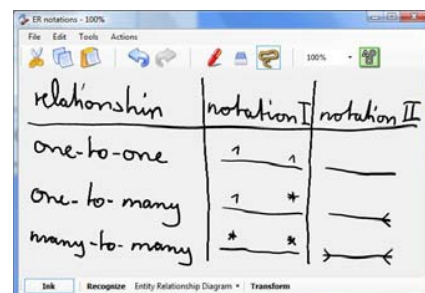 ER notations - 100%
File Edit Tools Actions
100%
relationship notation I notation II
one-to-one 1 1
one-to-many 1 *
many-to-many * *
Ink Recognize Entity Relationship Diagram Transform